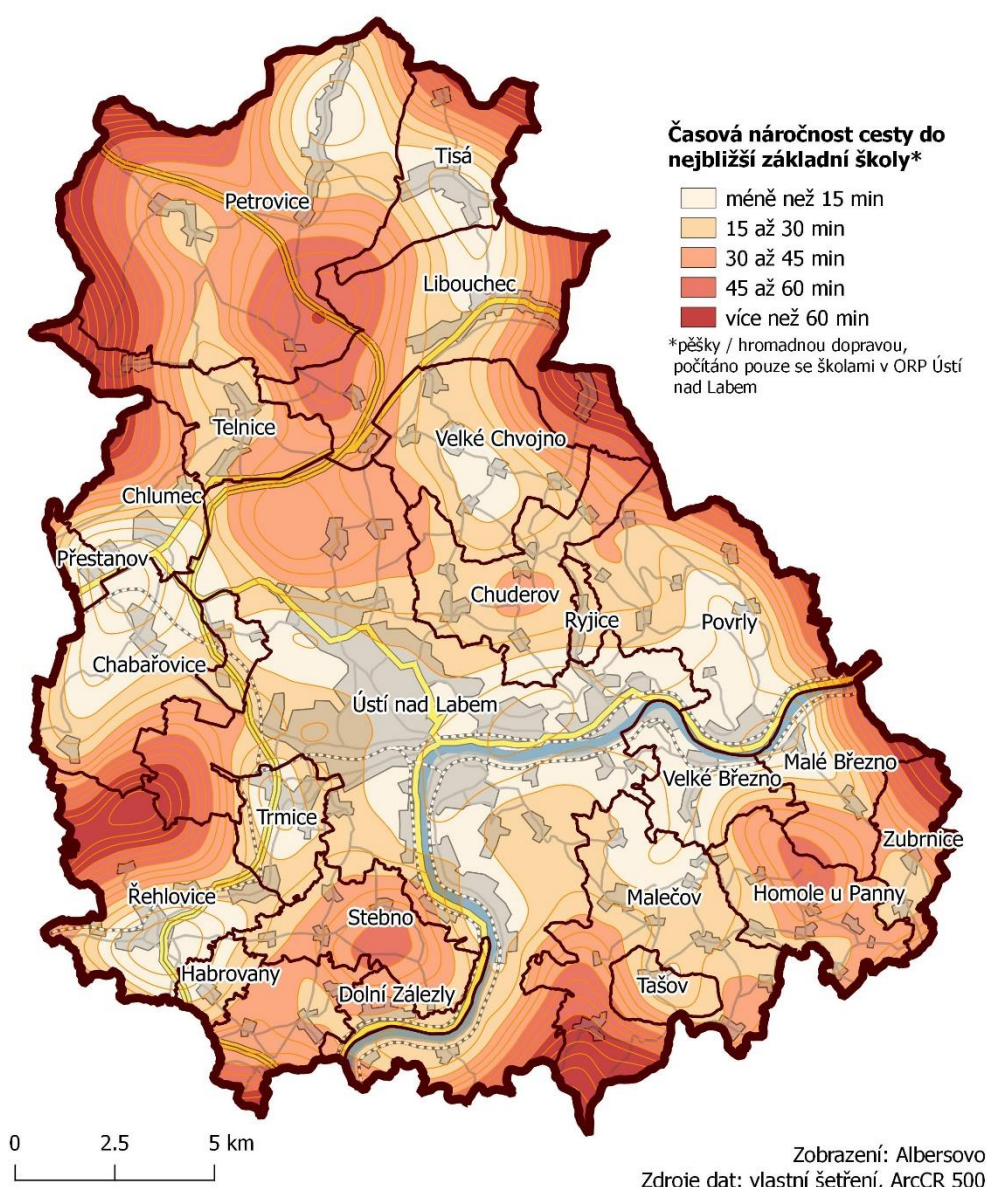 Časová náročnost cesty do
nejbližší základní školy*
méně než 15 min
15 až 30 min
30 až 45 min
45 až 60 min
více než 60 min
*pěšky / hromadnou dopravou,
počítáno pouze se školami v ORP Ústí
nad Labem
Tisá
Petrovice
Libouchec
Telnice
Velké Chvojno
Chlumec
Přestanov
Chuderov
Ryjice
Povrly
Chabařovice
Ústí nad Labem
Malé Březno
Velké Březno
Trmice
Zubrnice
Řehlovice
Malečov
Homole u Panny
Stebno
Habrovany
Tašov
Dolní Zálezly
0 2.5 5 km
Zobrazení: Albersovo
Zdroje dat: vlastní šetření, ArcCR 500